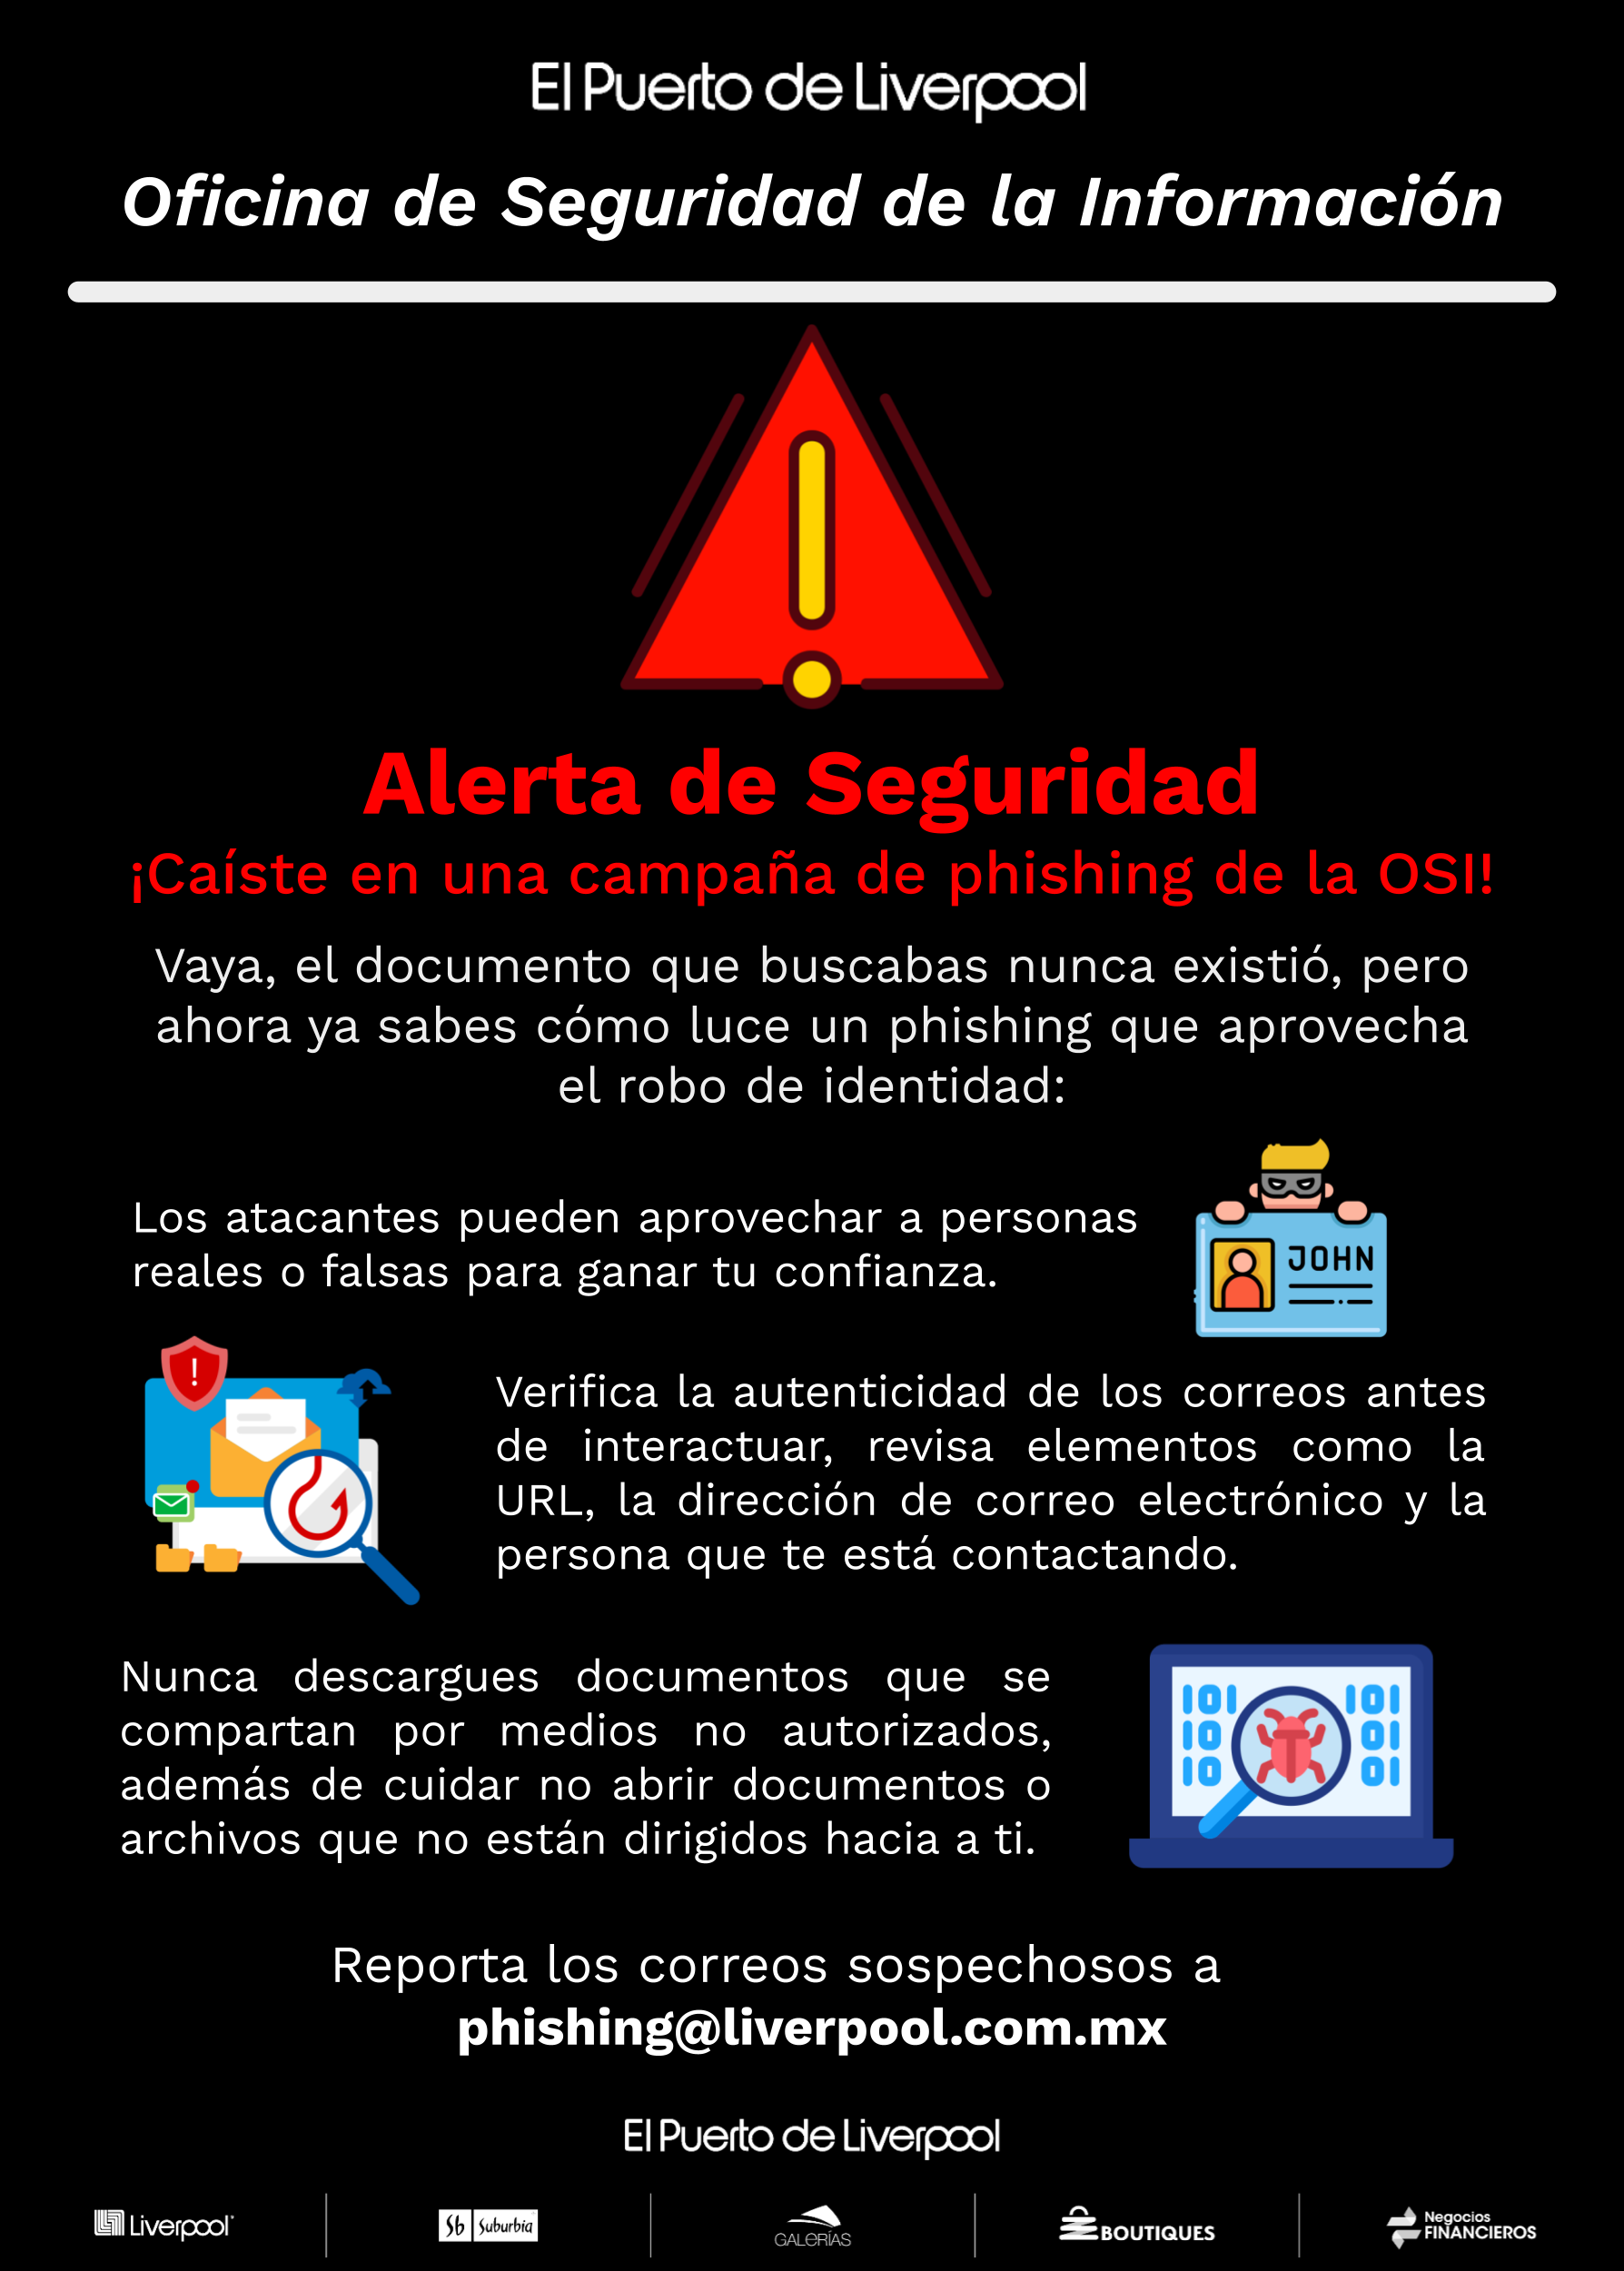 El Puerto de Liverpool
Oficina de Seguridad de la Información
Alerta de Seguridad
¡Caíste en una campaña de phishing de la OSI!
Vaya, el documento que buscabas nunca existió, pero
ahora ya sabes cómo luce un phishing que aprovecha
el robo de identidad:
Los atacantes pueden aprovechar a personas
reales o falsas para ganar tu confianza.
JOHN
Verifica la autenticidad de los correos antes
de interactuar, revisa elementos como la
URL, la dirección de correo electrónico y la
persona que te está contactando.
Nunca descargues documentos que se
compartan por medios no autorizados,
además de cuidar no abrir documentos o
archivos que no están dirigidos hacia a ti.
101 101
10 01
10 01
Reporta los correos sospechosos a
phishing@liverpool.com.mx
El Puerto de Liverpool
Liverpool
Sb Suburbia
GALERÍAS
BOUTIQUES
Negocios
FINANCIEROS